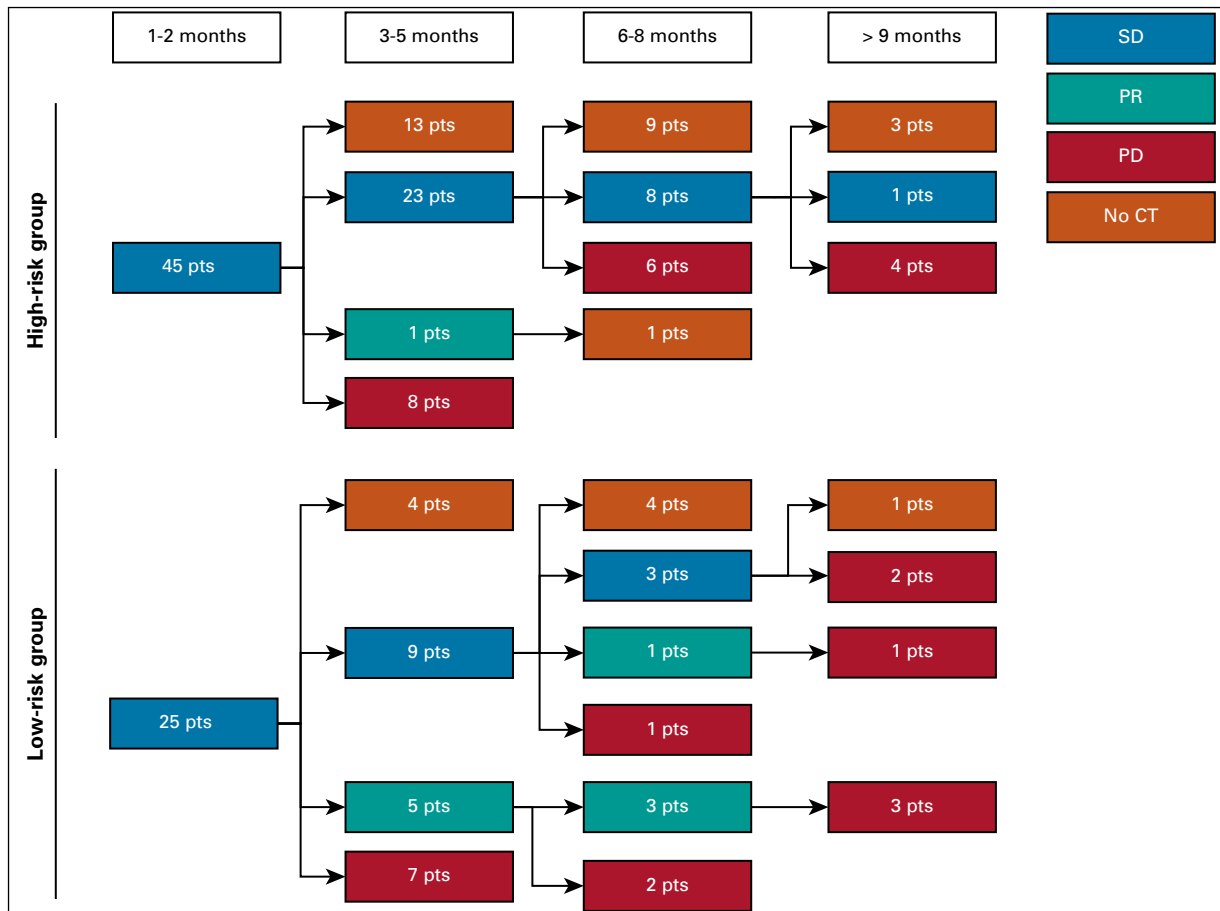 1-2 months
3-5 months
6-8 months
> 9 months
SD
PR
PD
No CT
High-risk group
13 pts
9 pts
3 pts
23 pts
8 pts
1 pts
45 pts
6 pts
4 pts
1 pts
1 pts
8 pts
Low-risk group
4 pts
4 pts
1 pts
3 pts
2 pts
9 pts
1 pts
1 pts
25 pts
1 pts
5 pts
3 pts
3 pts
7 pts
2 pts